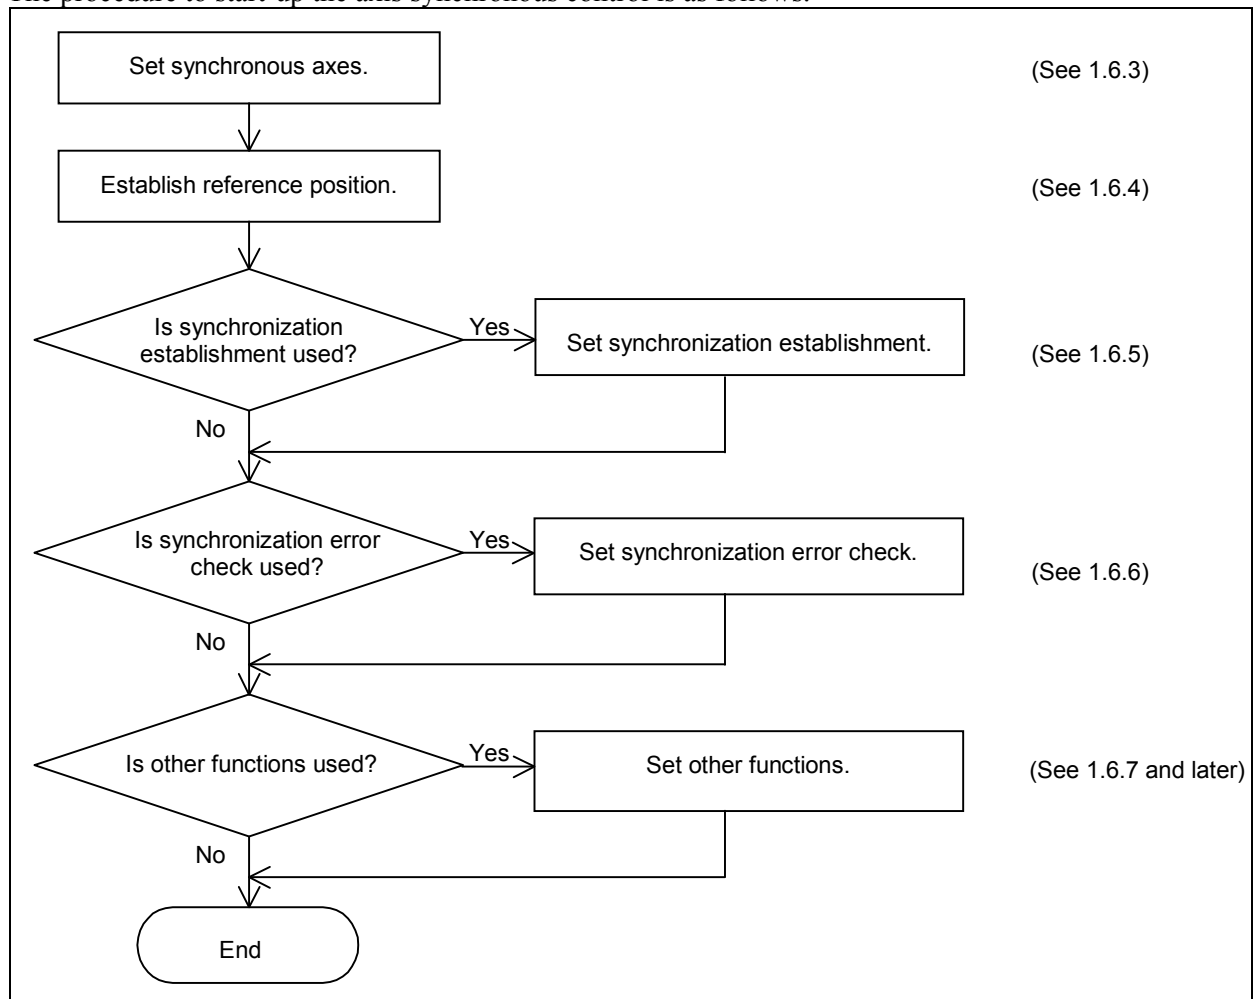 The procedure to start-up the axis synchronous control is as follows:
Set synchronous axes.
(See 1.6.3)
Establish reference position.
(See 1.6.4)
Is synchronization
establishment used?
Yes
Set synchronization establishment.
(See 1.6.5)
No
Is synchronization error
check used?
Yes
Set synchronization error check.
(See 1.6.6)
No
Is other functions used?
Yes
Set other functions.
(See 1.6.7 and later)
No
End